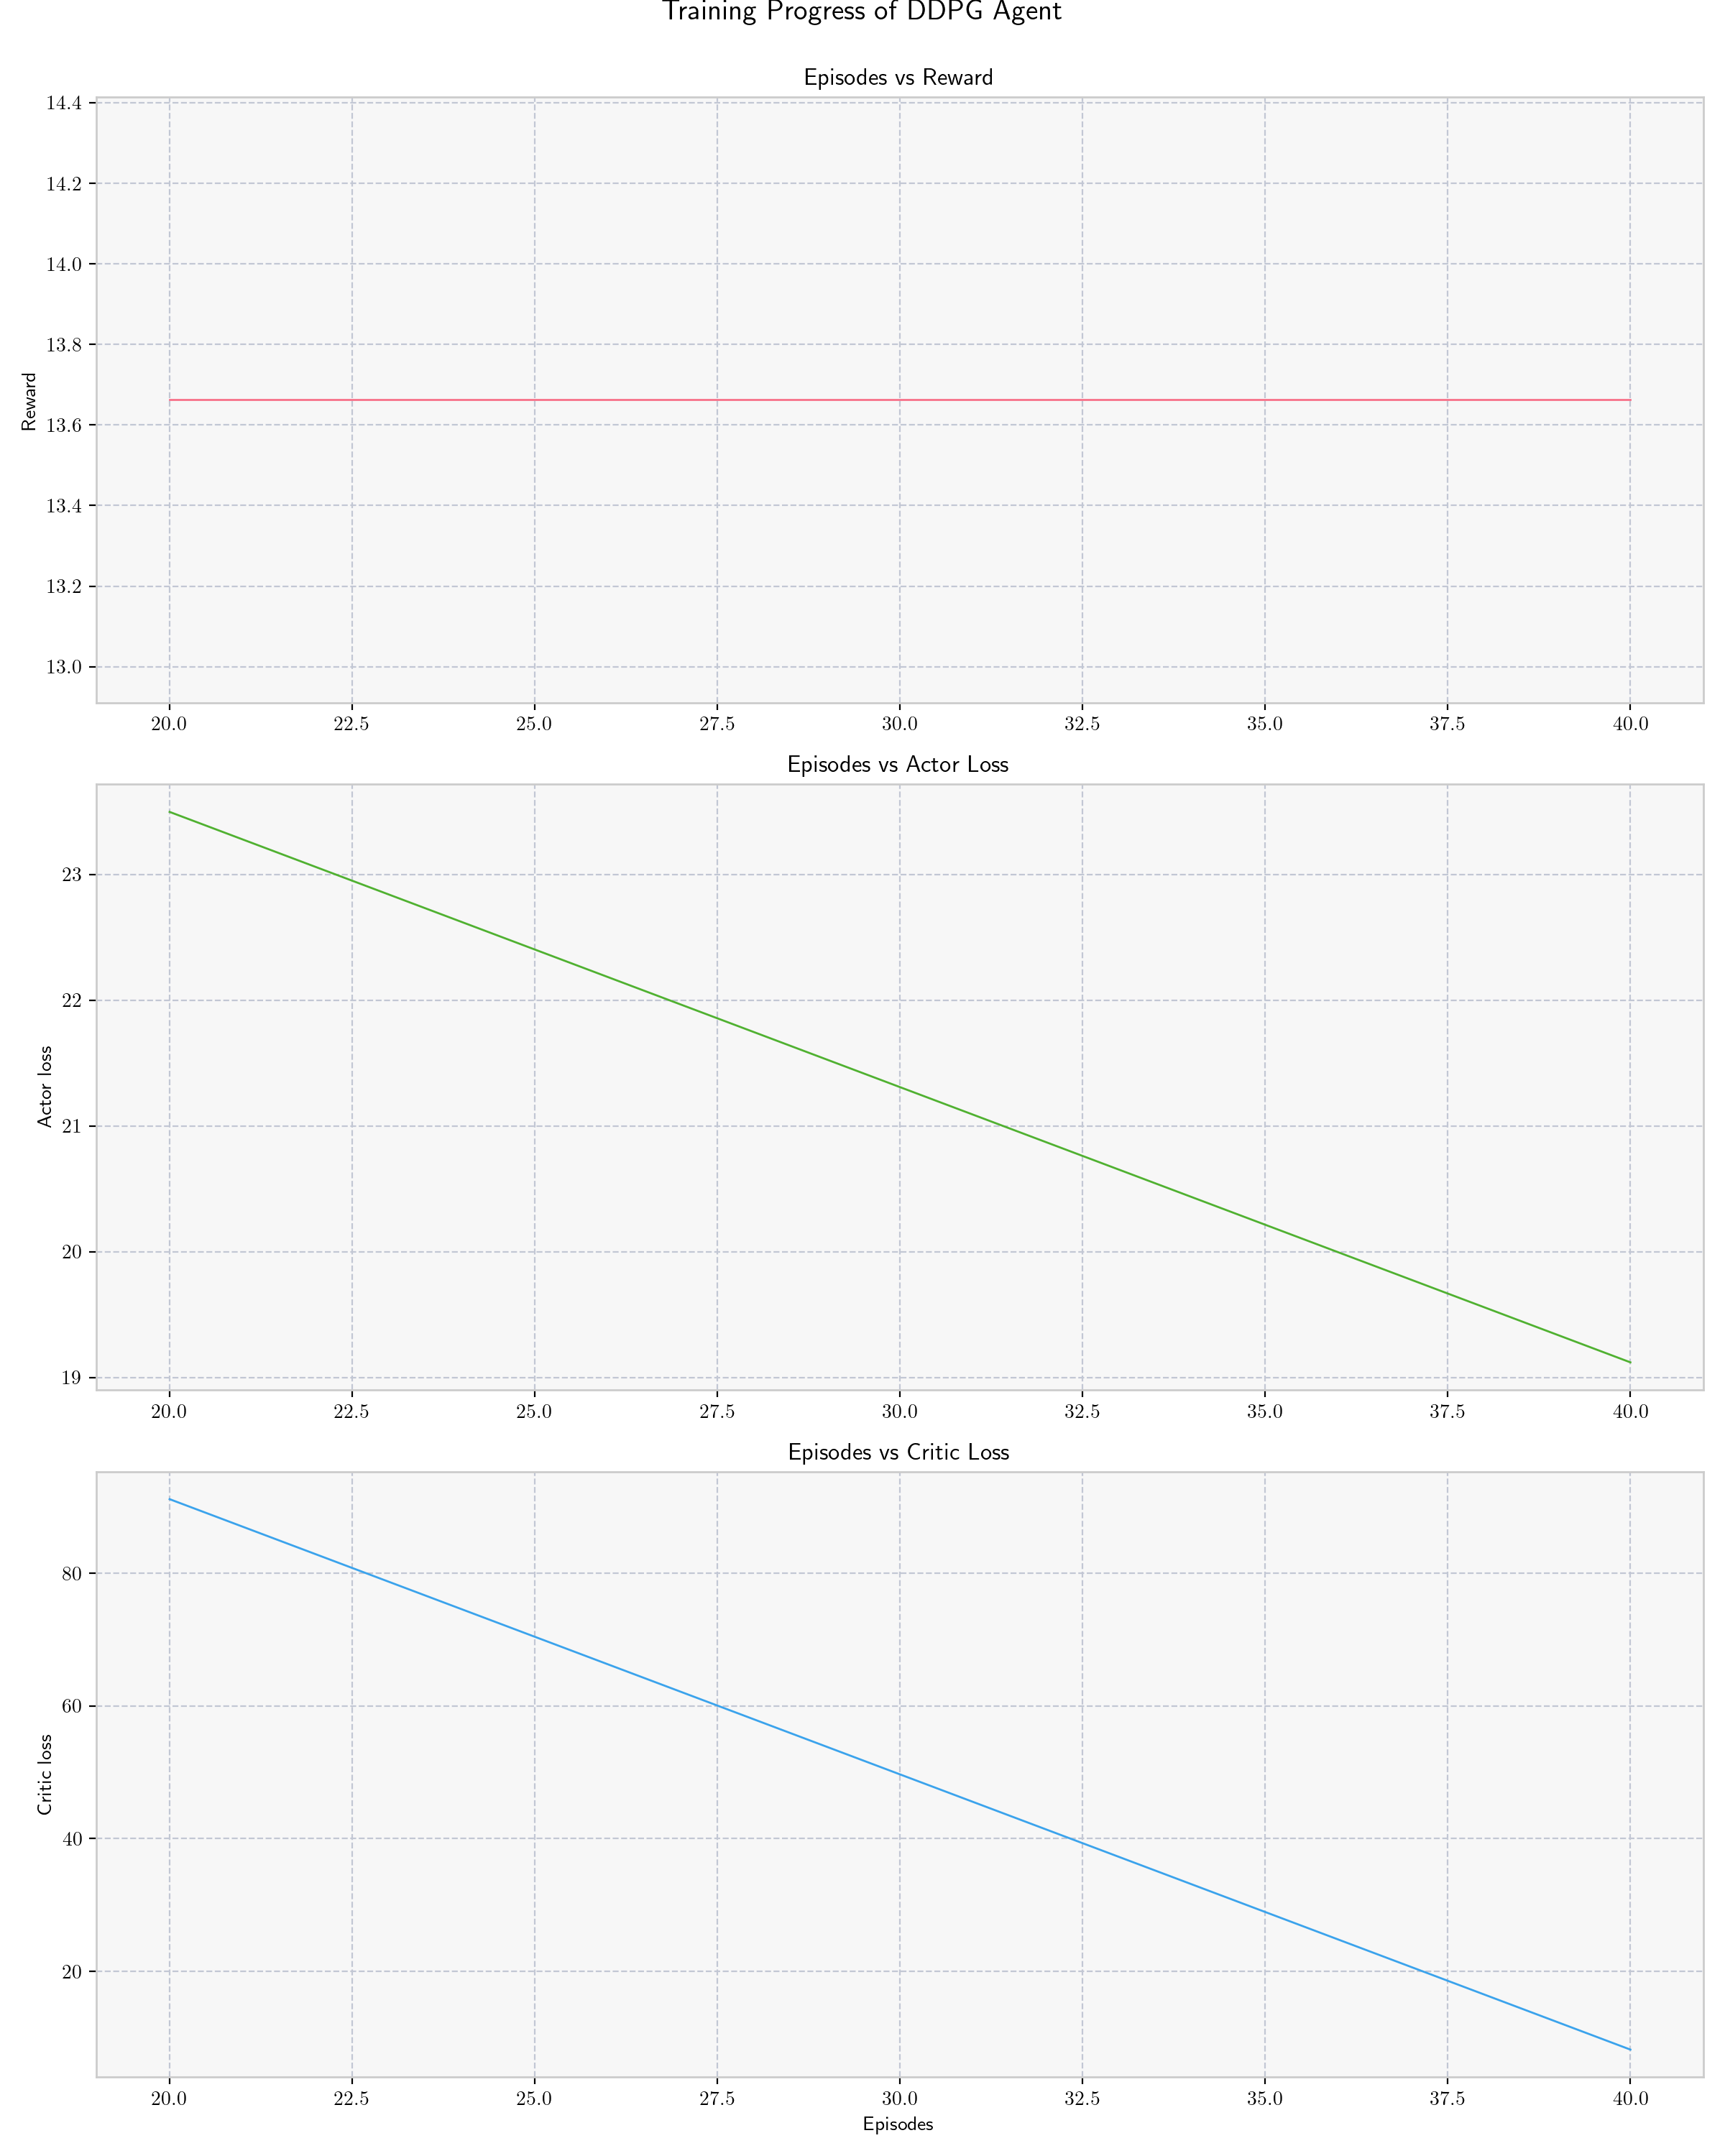 Training Progress of DDPG Agent
Episodes vs Reward
14.4
14.2
14.0
13.8
13.6
13.4
13.2
13.0
Reward
20.0 22.5 25.0 27.5 30.0 32.5 35.0 37.5 40.0
Episodes vs Actor Loss
23
22
21
20
19
Actor loss
20.0 22.5 25.0 27.5 30.0 32.5 35.0 37.5 40.0
Episodes vs Critic Loss
80
60
40
20
Critic loss
20.0 22.5 25.0 27.5 30.0 32.5 35.0 37.5 40.0
Episodes